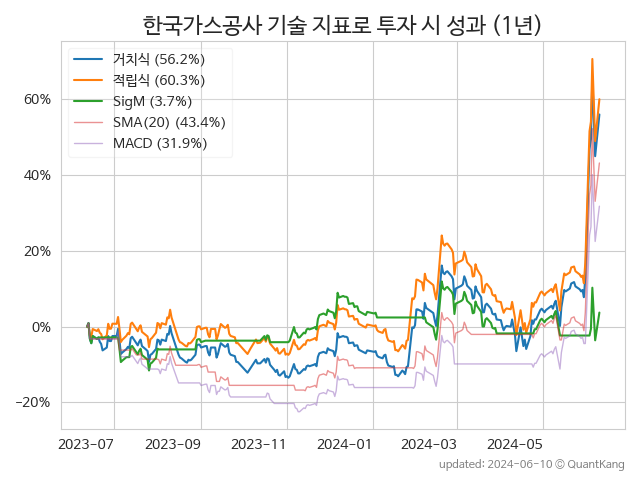 한국가스공사 기술 지표로 투자 시 성과 (1년)
거치식 (56.2%)
적립식 (60.3%)
SigM (3.7%)
SMA(20) (43.4%)
MACD (31.9%)
60%
40%
20%
0%
−20%
2023-07 2023-09 2023-11 2024-01 2024-03 2024-05
updated: 2024-06-10 © QuantKang